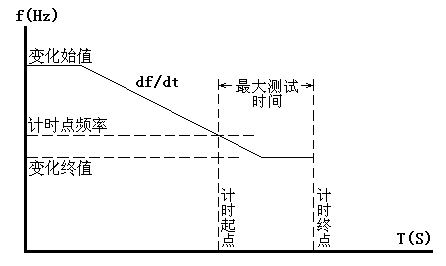 f(Hz)
变化始值
df/dt
最大测试
时间
计时点频率
变化终值
计时起点
计时终点
T(S)